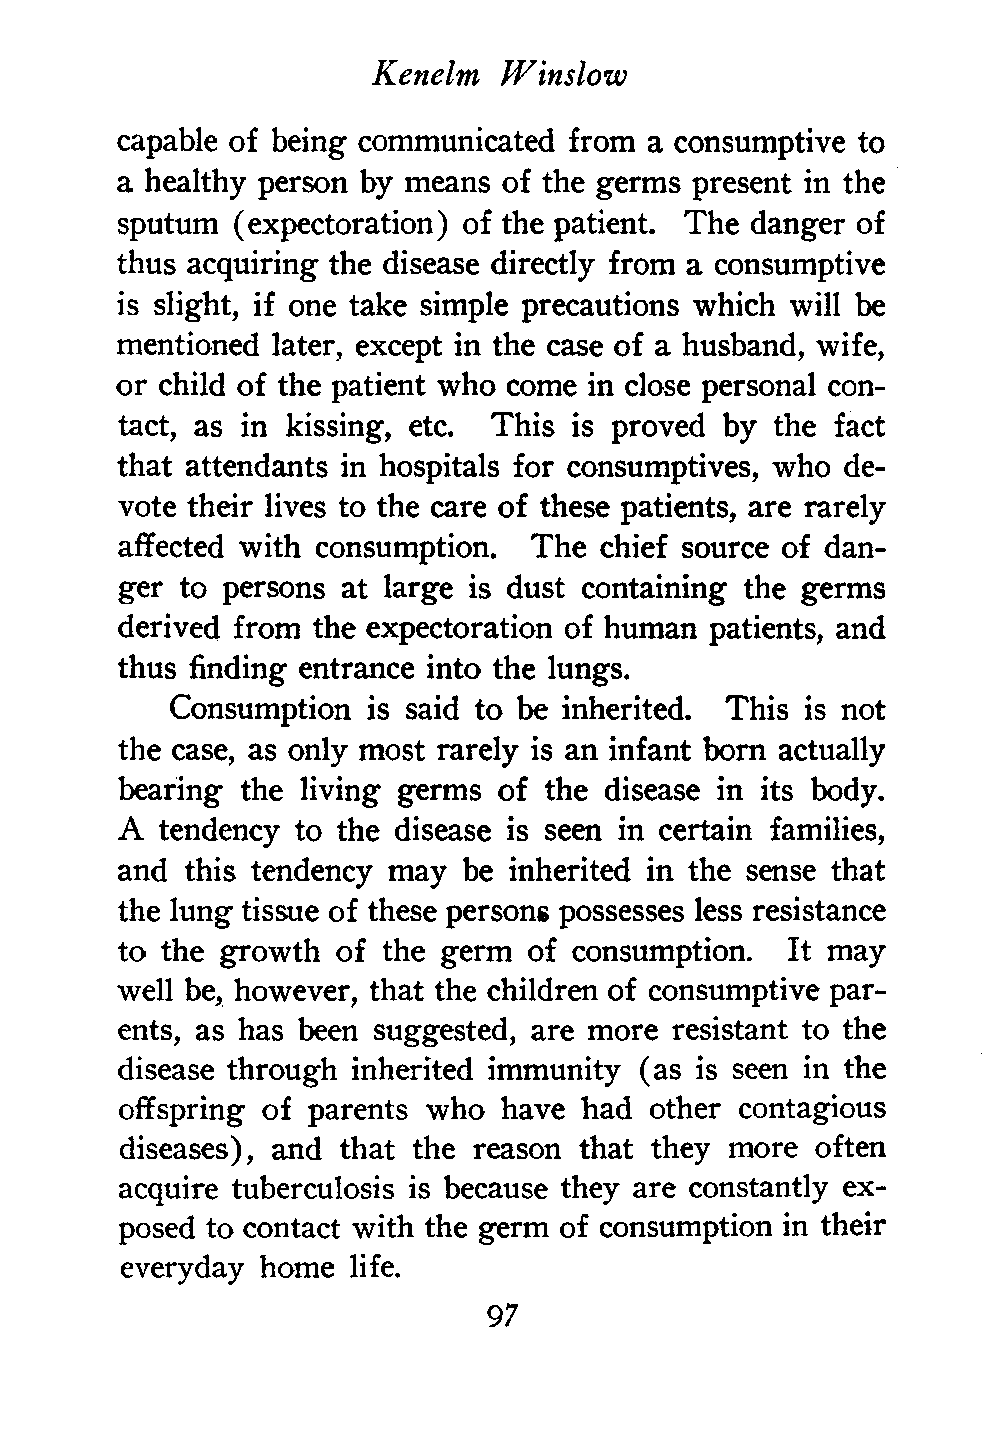 Kenelm Winslow
capable of being communicated from a consumptive to
a healthy person by means of the germs present in the
sputum (expectoration) of the patient. The danger of
thus acquiring the disease directly from a consumptive
is slight, if one take simple precautions which will be
mentioned later, except in the case of a husband, wife,
or child of the patient who come in close personal con-
tact, as in kissing, etc. This is proved by the fact
that attendants in hospitals for consumptives, who de-
vote their lives to the care of these patients, are rarely
affected with consumption. The chief source of dan-
ger to persons at large is dust containing the germs
derived from the expectoration of human patients, and
thus finding entrance into the lungs.
Consumption is said to be inherited. This is not
the case, as only most rarely is an infant born actually
bearing the living germs of the disease in its body.
A tendency to the disease is seen in certain families,
and this tendency may be inherited in the sense that
the lung tissue of these persons possesses less resistance
to the growth of the germ of consumption. It may
well be, however, that the children of consumptive par-
ents, as has been suggested, are more resistant to the
disease through inherited immunity (as is seen in the
offspring of parents who have had other contagious
diseases), and that the reason that they more often
acquire tuberculosis is because they are constantly ex-
posed to contact with the germ of consumption in their
everyday home life.
97